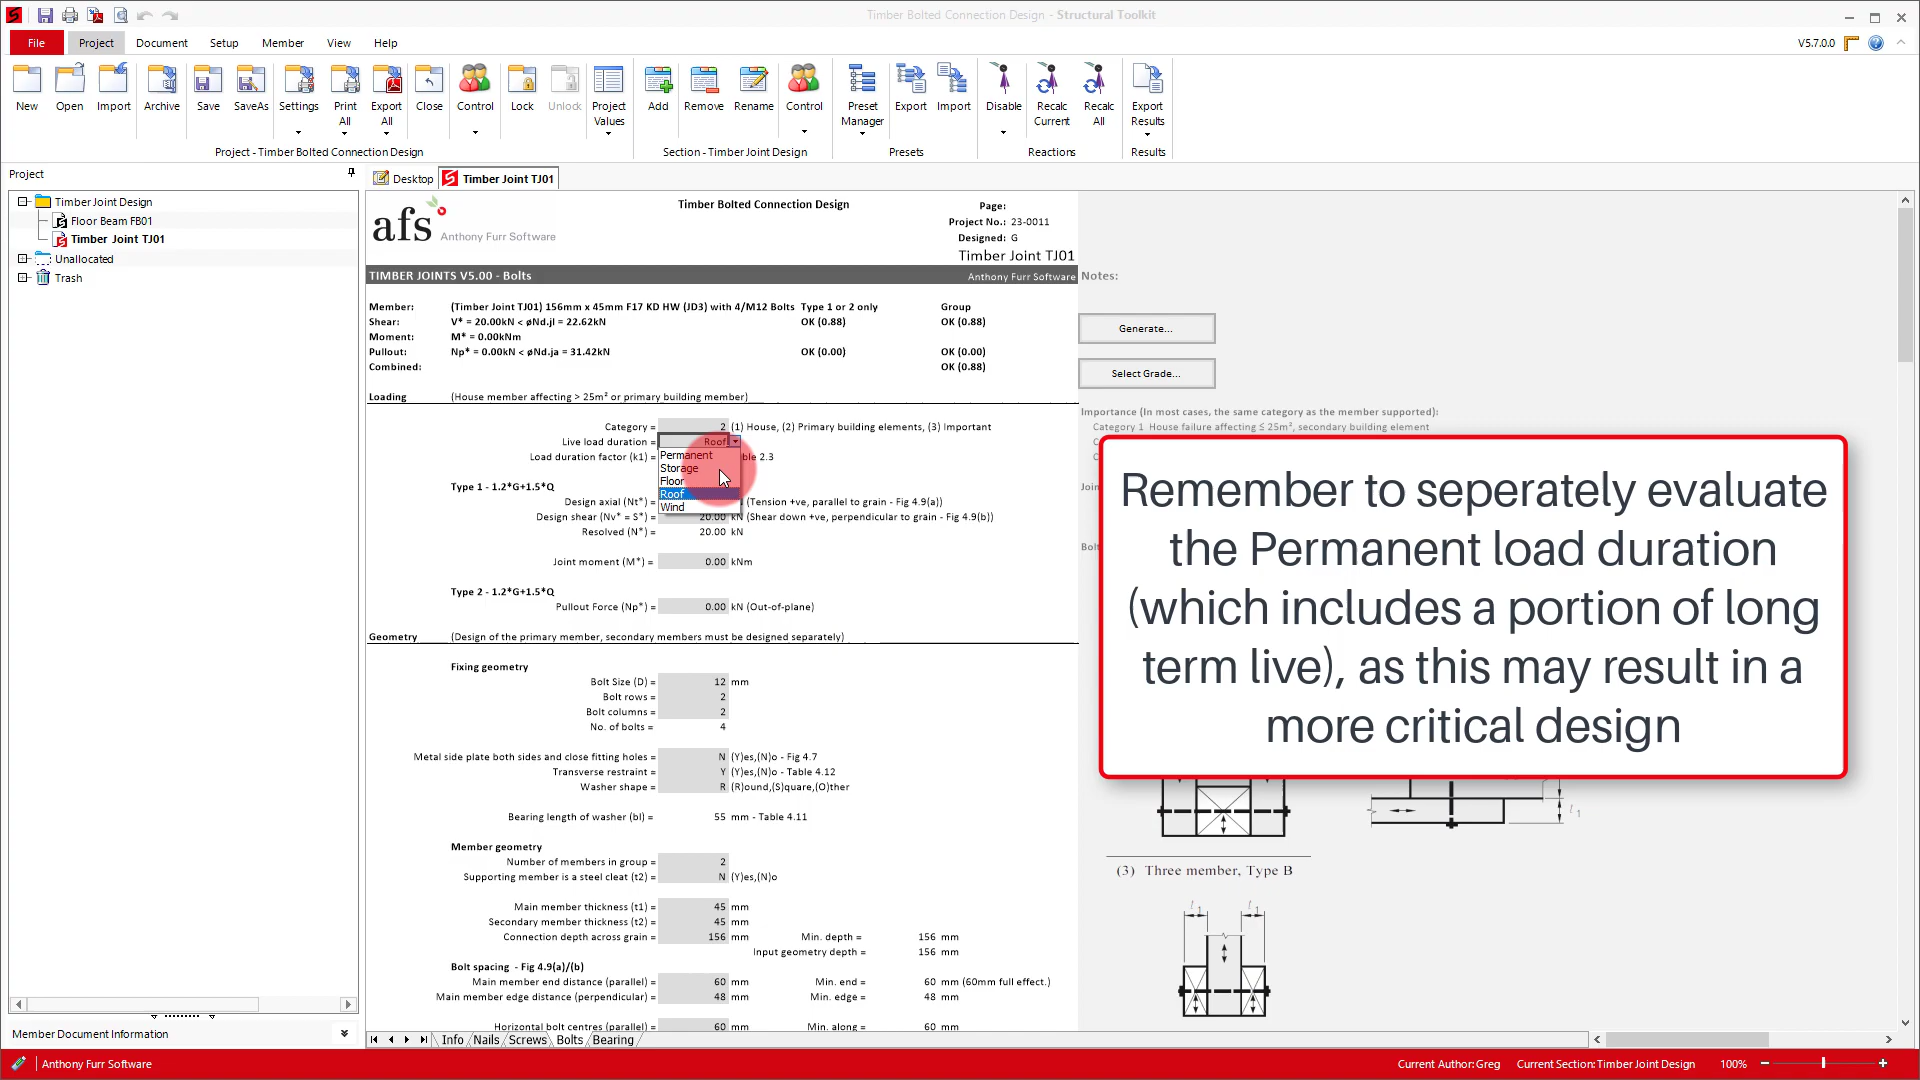 Timber Bolted Connection Design - Structural Toolkit
File Project Document Setup Member View Help V5.7.0.0
New Open Import Archive Save SaveAs Settings Print All Export All Close Control Lock Unlock Project Values Add Remove Rename Control Preset Manager Export Import Disable Recalc Current Recalc All Export Results
Project - Timber Bolted Connection Design Section - Timber Joint Design Presets Reactions Results
Project
Timber Joint Design
Floor Beam FB01
Timber Joint TJ01
Unallocated
Trash
Desktop Timber Joint TJ01
afs Anthony Furr Software
Timber Bolted Connection Design
Page:
Project No.: 23-0011
Designed: G
Timber Joint TJ01
TIMBER JOINTS V5.00 - Bolts Anthony Furr Software Notes:
Member: (Timber Joint TJ01) 156mm x 45mm F17 KD HW (JD3) with 4/M12 Bolts Type 1 or 2 only Group
Shear: V* = 20.00kN < øNd.jl = 22.62kN OK (0.88) OK (0.88)
Moment: M* = 0.00kNm
Pullout: Np* = 0.00kN < øNd.ja = 31.42kN OK (0.00) OK (0.00)
Combined: OK (0.88)
Generate...
Select Grade...
Loading (House member affecting > 25m² or primary building member)
Importance (In most cases, the same category as the member supported):
Category 1 House failure affecting ≤ 25m², secondary building element
Category = 2 (1) House, (2) Primary building elements, (3) Important
Live load duration = Roof
Load duration factor (k1) = ble 2.3
Permanent
Storage
Floor
Roof
Wind
Type 1 - 1.2*G+1.5*Q
Design axial (Nt*) = (Tension +ve, parallel to grain - Fig 4.9(a))
Design shear (Nv* = S*) = 20.00 kN (Shear down +ve, perpendicular to grain - Fig 4.9(b))
Resolved (N*) = 20.00 kN
Joint moment (M*) = 0.00 kNm
Type 2 - 1.2*G+1.5*Q
Pullout Force (Np*) = 0.00 kN (Out-of-plane)
Geometry (Design of the primary member, secondary members must be designed separately)
Fixing geometry
Bolt Size (D) = 12 mm
Bolt rows = 2
Bolt columns = 2
No. of bolts = 4
Metal side plate both sides and close fitting holes = N (Y)es,(N)o - Fig 4.7
Transverse restraint = Y (Y)es,(N)o - Table 4.12
Washer shape = R (R)ound,(S)quare,(O)ther
Bearing length of washer (bl) = 55 mm - Table 4.11
Member geometry
Number of members in group = 2
Supporting member is a steel cleat (t2) = N (Y)es,(N)o
Main member thickness (t1) = 45 mm
Secondary member thickness (t2) = 45 mm
Connection depth across grain = 156 mm Min. depth = 156 mm
Input geometry depth = 156 mm
Bolt spacing - Fig 4.9(a)/(b)
Main member end distance (parallel) = 60 mm Min. end = 60 mm (60mm full effect.)
Main member edge distance (perpendicular) = 48 mm Min. edge = 48 mm
Horizontal bolt centres (parallel) = 60 mm Min. along = 60 mm
Join
Bolt
Remember to seperately evaluate
the Permanent load duration
(which includes a portion of long
term live), as this may result in a
more critical design
l1
(3) Three member, Type B
l1 l1
Member Document Information
Info Nails Screws Bolts Bearing
Anthony Furr Software Current Author: Greg Current Section: Timber Joint Design 100%